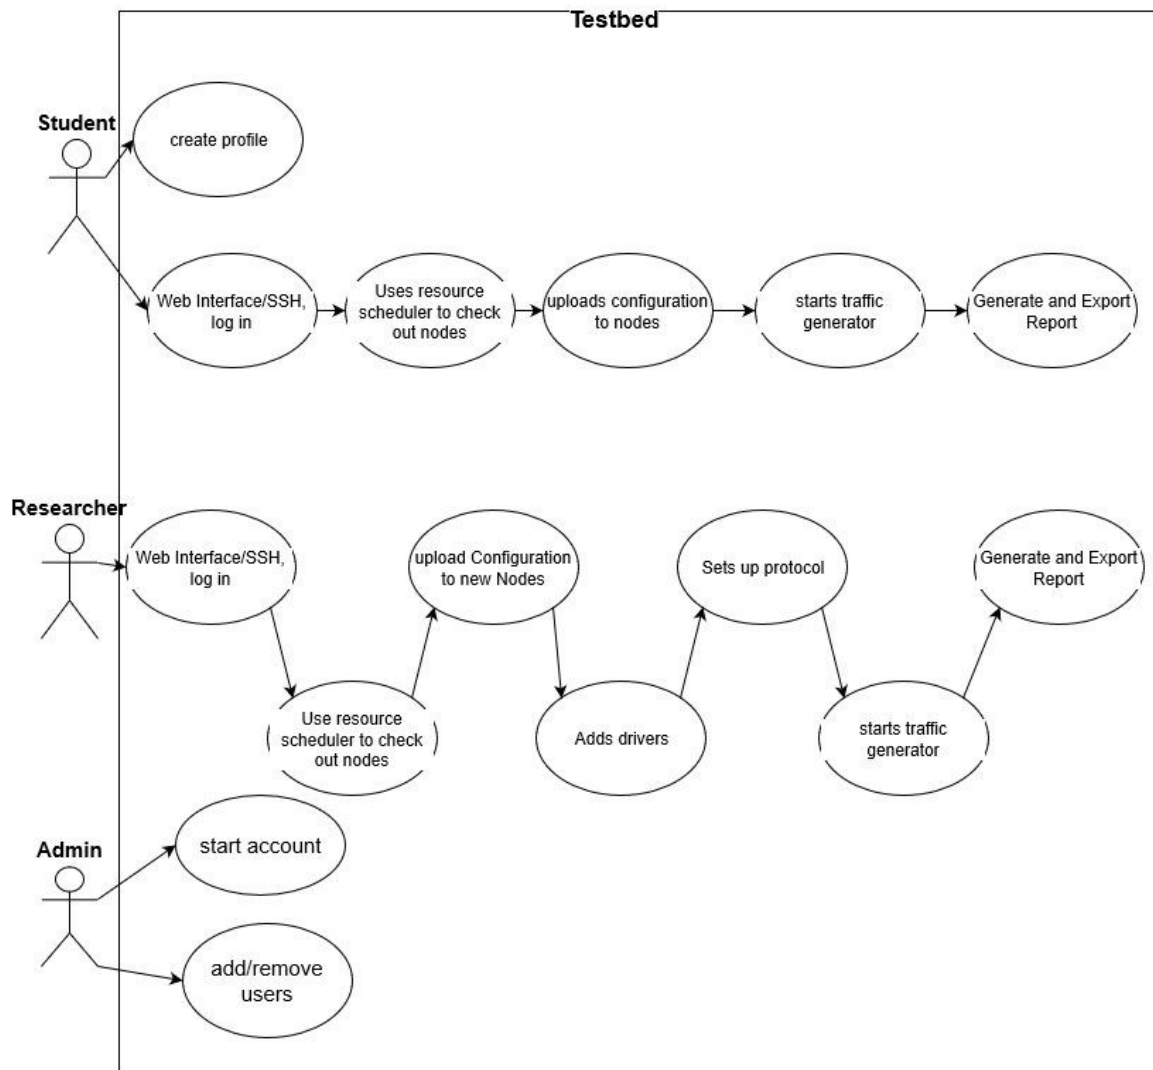 Testbed
Student
create profile
Web Interface/SSH,
log in
Uses resource
scheduler to check
out nodes
uploads configuration
to nodes
starts traffic
generator
Generate and Export
Report
Researcher
Web Interface/SSH,
log in
upload Configuration
to new Nodes
Sets up protocol
Generate and Export
Report
Use resource
scheduler to check
out nodes
Adds drivers
starts traffic
generator
Admin
start account
add/remove
users